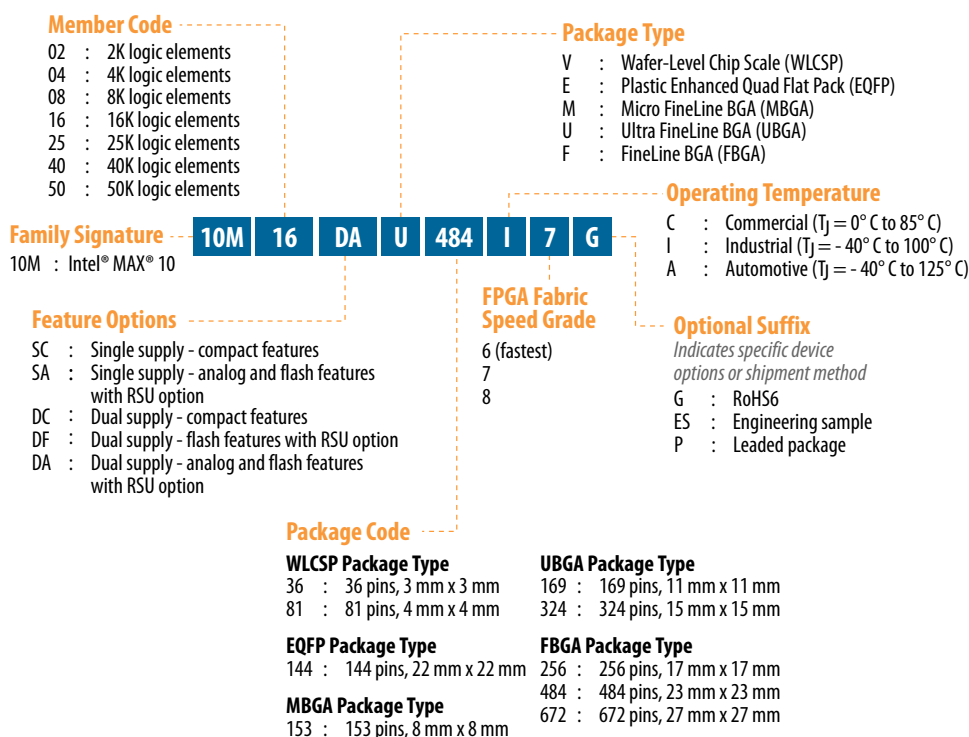 Member Code
02 : 2K logic elements
04 : 4K logic elements
08 : 8K logic elements
16 : 16K logic elements
25 : 25K logic elements
40 : 40K logic elements
50 : 50K logic elements
Package Type
V : Wafer-Level Chip Scale (WLCSP)
E : Plastic Enhanced Quad Flat Pack (EQFP)
M : Micro FineLine BGA (MBGA)
U : Ultra FineLine BGA (UBGA)
F : FineLine BGA (FBGA)
Operating Temperature
C : Commercial (TJ = 0° C to 85° C)
I : Industrial (TJ = - 40° C to 100° C)
A : Automotive (TJ = - 40° C to 125° C)
Family Signature
10M : Intel® MAX® 10
10M 16 DA U 484 I 7 G
Feature Options
SC : Single supply - compact features
SA : Single supply - analog and flash features
with RSU option
DC : Dual supply - compact features
DF : Dual supply - flash features with RSU option
DA : Dual supply - analog and flash features
with RSU option
FPGA Fabric
Speed Grade
6 (fastest)
7
8
Optional Suffix
Indicates specific device
options or shipment method
G : RoHS6
ES : Engineering sample
P : Leaded package
Package Code
WLCSP Package Type
36 : 36 pins, 3 mm x 3 mm
81 : 81 pins, 4 mm x 4 mm
EQFP Package Type
144 : 144 pins, 22 mm x 22 mm
MBGA Package Type
153 : 153 pins, 8 mm x 8 mm
UBGA Package Type
169 : 169 pins, 11 mm x 11 mm
324 : 324 pins, 15 mm x 15 mm
FBGA Package Type
256 : 256 pins, 17 mm x 17 mm
484 : 484 pins, 23 mm x 23 mm
672 : 672 pins, 27 mm x 27 mm